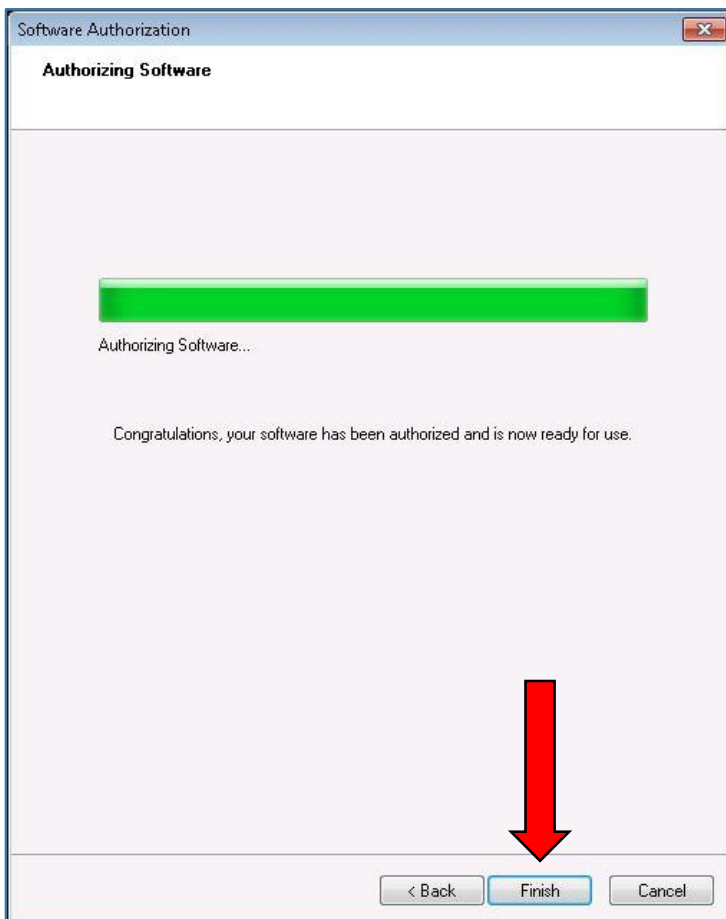 Software Authorization
Authorizing Software
Authorizing Software...
Congratulations, your software has been authorized and is now ready for use.
< Back Finish Cancel